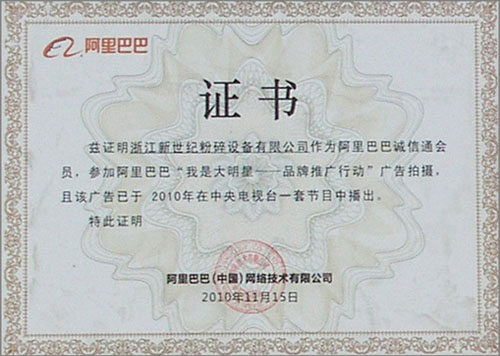 阿里巴巴
证书
兹证明浙江新世纪粉碎设备有限公司作为阿里巴巴诚信通会
员，参加阿里巴巴“我是大明星——品牌推广行动”广告拍摄，
且该广告已于 2010年在中央电视台一套节目中播出。
特此证明
阿里巴巴(中国)网络技术有限公司
2010年11月15日